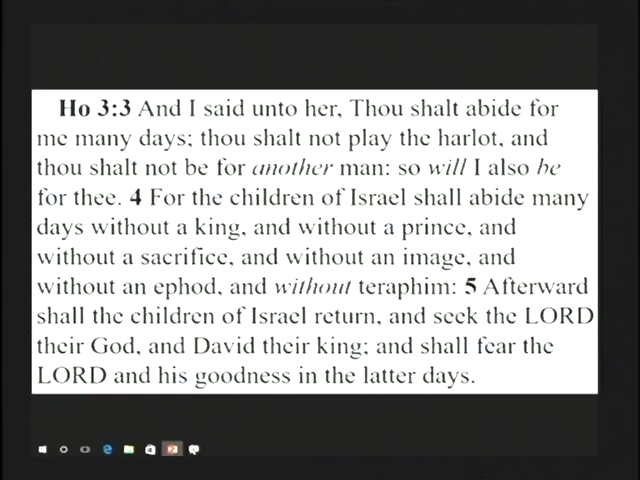 Ho 3:3 And I said unto her, Thou shalt abide for
me many days; thou shalt not play the harlot, and
thou shalt not be for another man: so will I also be
for thee. 4 For the children of Israel shall abide many
days without a king, and without a prince, and
without a sacrifice, and without an image, and
without an ephod, and without teraphim: 5 Afterward
shall the children of Israel return, and seek the LORD
their God, and David their king; and shall fear the
LORD and his goodness in the latter days.